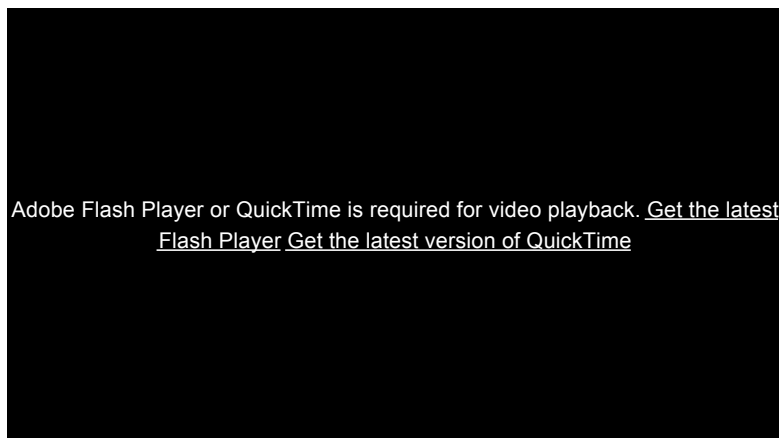 Adobe Flash Player or QuickTime is required for video playback. Get the latest
Flash Player Get the latest version of QuickTime